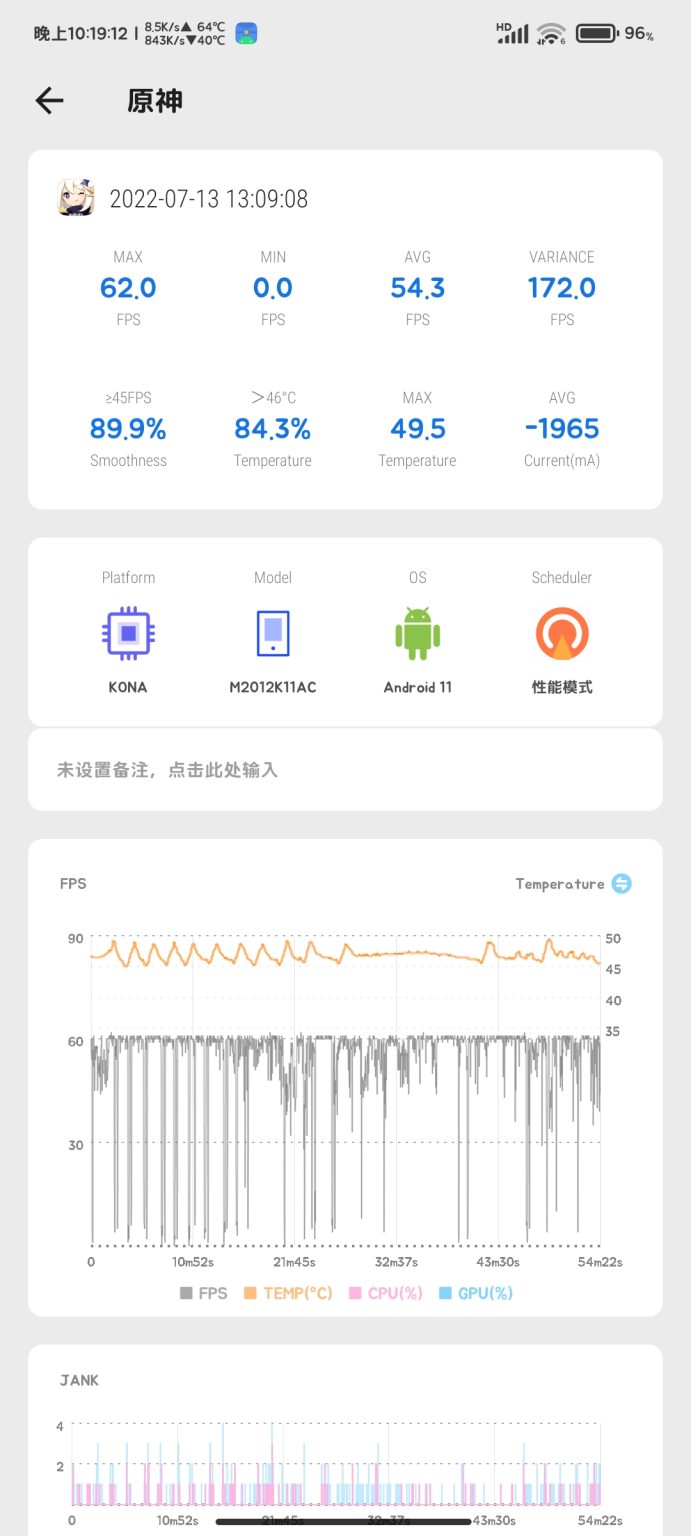 晚上10:19:12 | 8.5K/s▲ 64℃
843K/s▼40℃
HD 6 96%
原神
2022-07-13 13:09:08
MAX MIN AVG VARIANCE
62.0 0.0 54.3 172.0
FPS FPS FPS FPS
≥45FPS >46°C MAX AVG
89.9% 84.3% 49.5 -1965
Smoothness Temperature Temperature Current(mA)
Platform Model OS Scheduler
KONA M2012K11AC Android 11 性能模式
未设置备注，点击此处输入
FPS Temperature
90 50
45
40
60 35
30
0 10m52s 21m45s 32m37s 43m30s 54m22s
FPS TEMP(°C) CPU(%) GPU(%)
JANK
4
2
0 10m52s 21m45s 32m37s 43m30s 54m22s